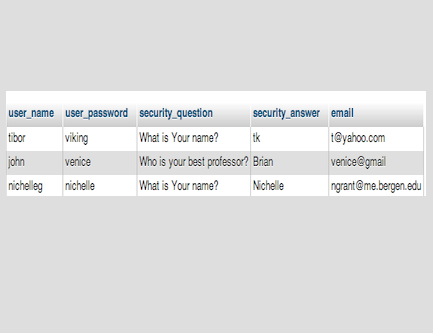 user_name user_password security_question security_answer email
tibor viking What is Your name? tk t@yahoo.com
john venice Who is your best professor? Brian venice@gmail
nichelleg nichelle What is Your name? Nichelle ngrant@me.bergen.edu